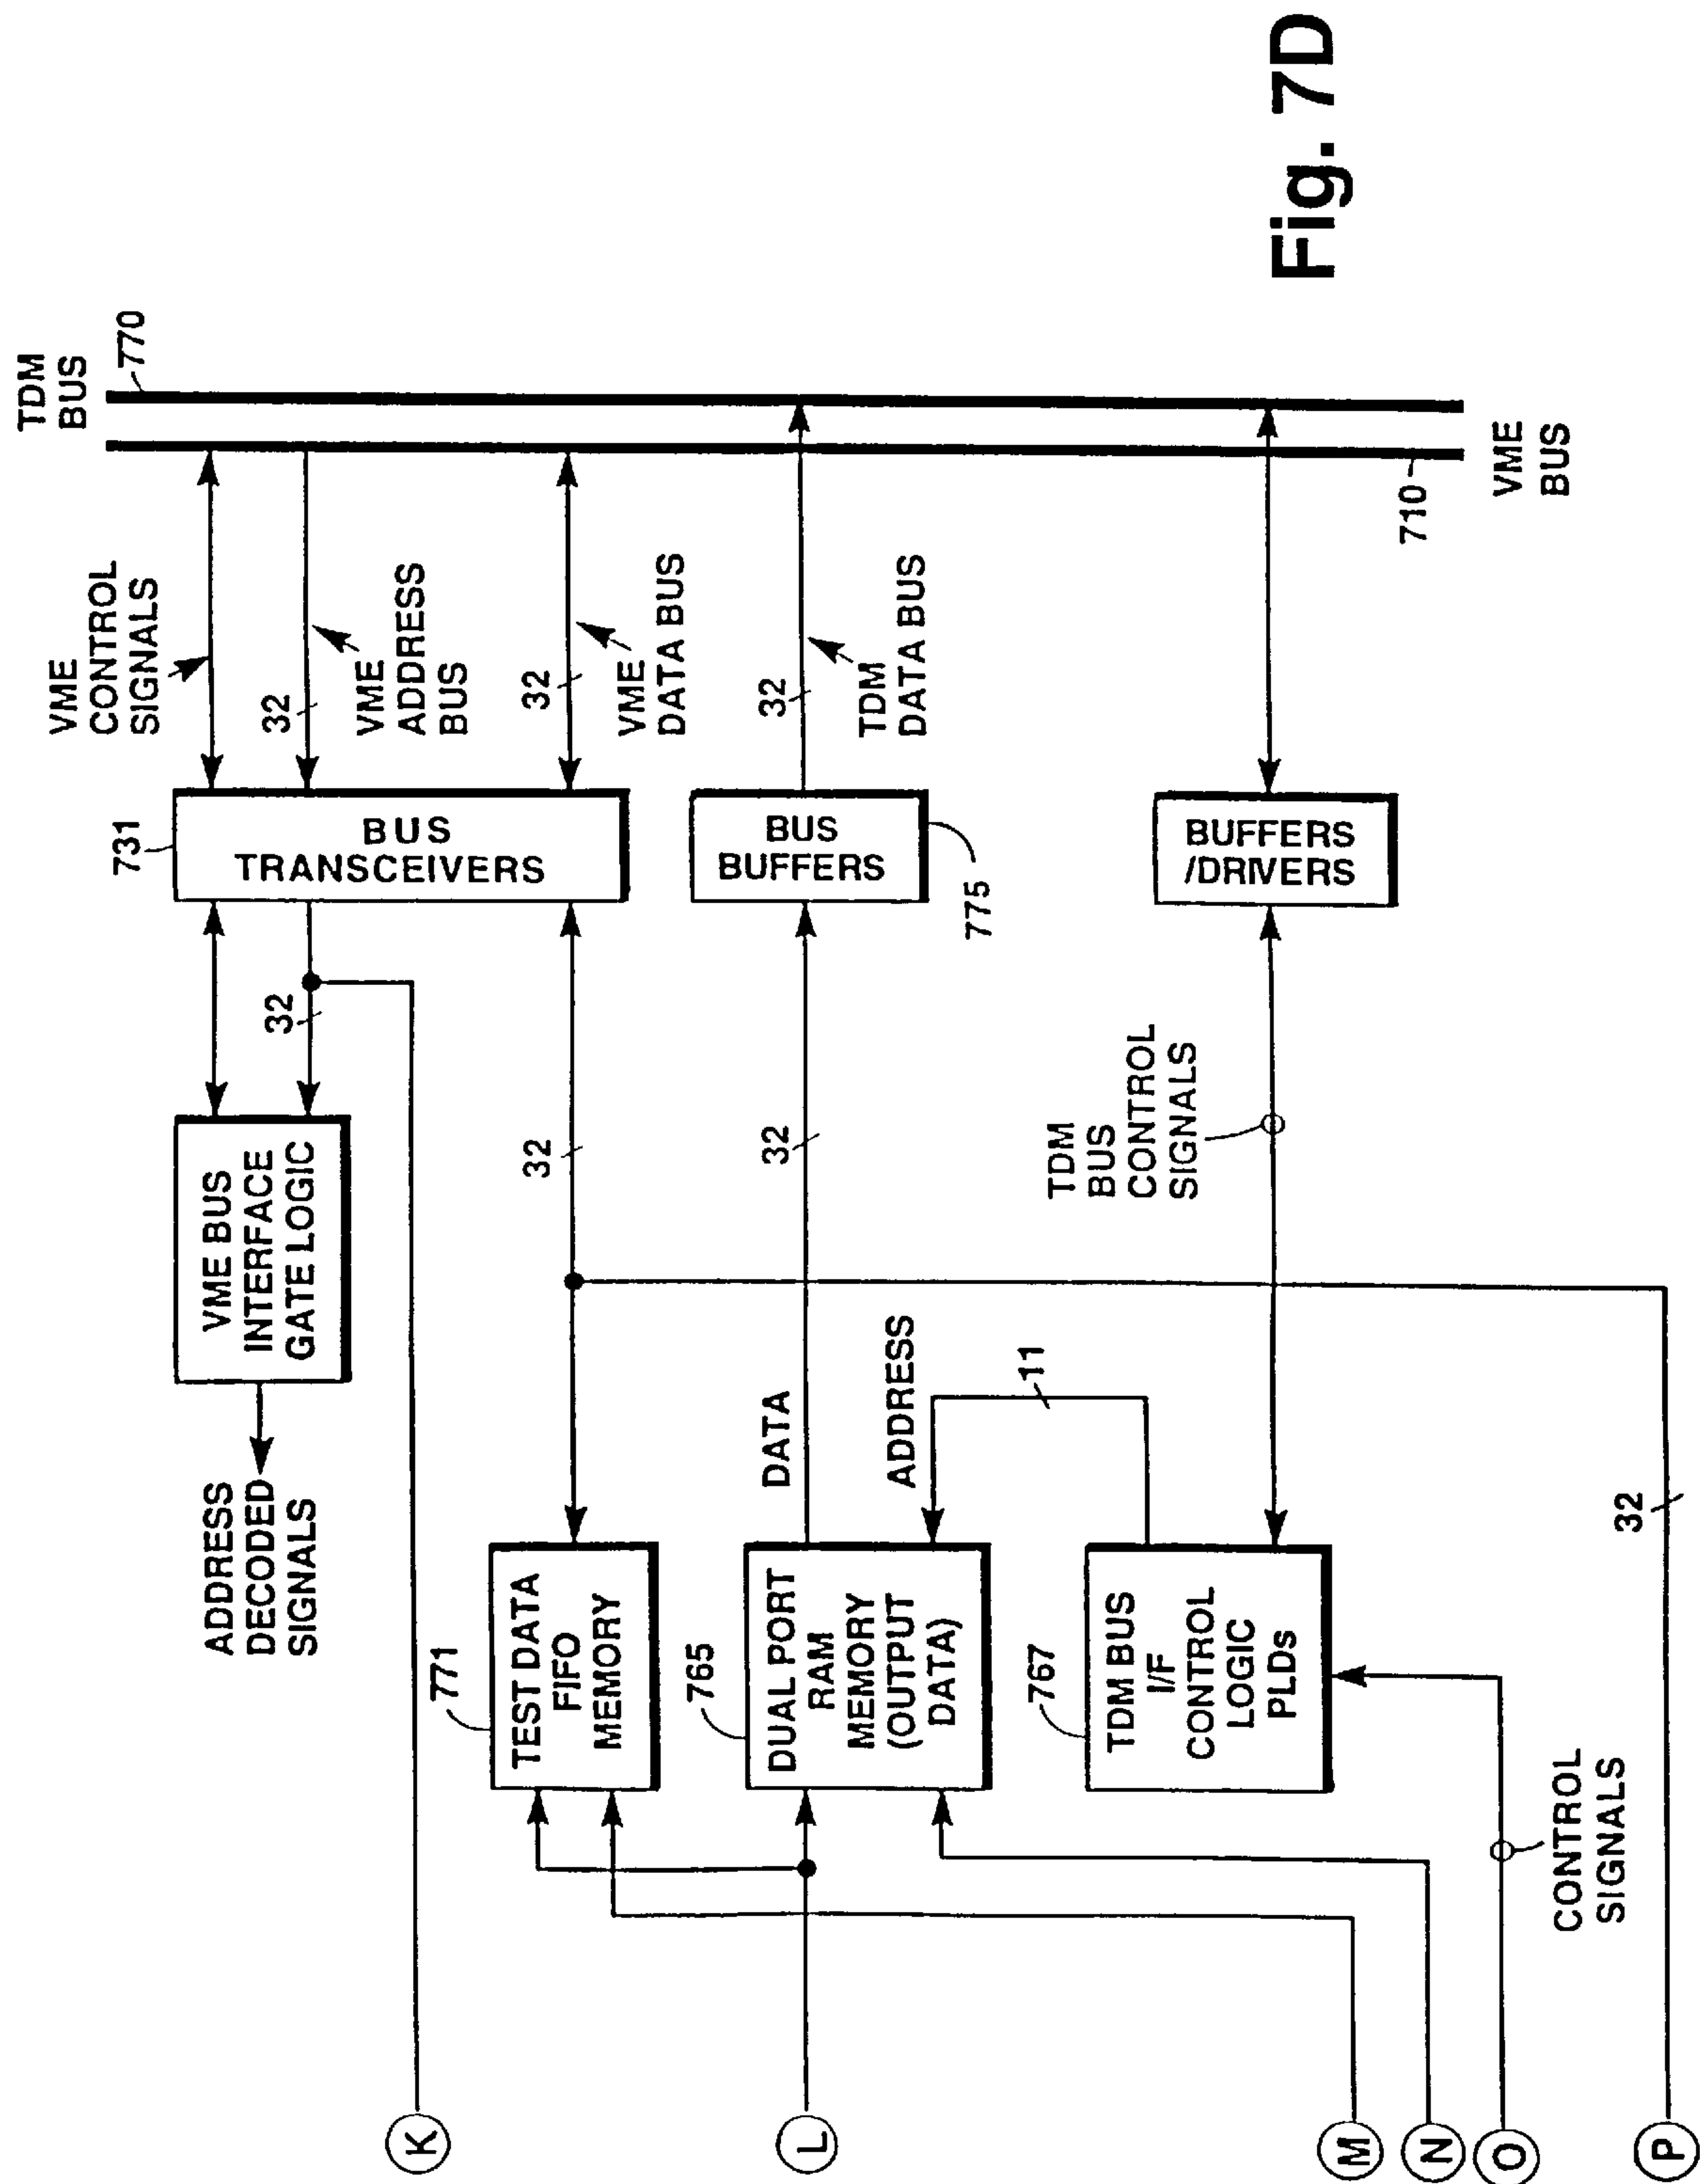 TDM
BUS
770
VME
CONTROL
SIGNALS
32
VME
ADDRESS
BUS
32
VME
DATA BUS
32
TDM
DATA BUS
710
VME
BUS
731
BUS
TRANSCEIVERS
BUS
BUFFERS
775
BUFFERS
/DRIVERS
32
VME BUS
INTERFACE
GATE LOGIC
ADDRESS
DECODED
SIGNALS
32
32
TDM
BUS
CONTROL
SIGNALS
DATA
ADDRESS
11
32
771
TEST DATA
FIFO
MEMORY
765
DUAL PORT
RAM
MEMORY
(OUTPUT
DATA)
767
TDM BUS
I/F
CONTROL
LOGIC
PLDs
CONTROL
SIGNALS
K
L
M
N
O
P
Fig. 7D